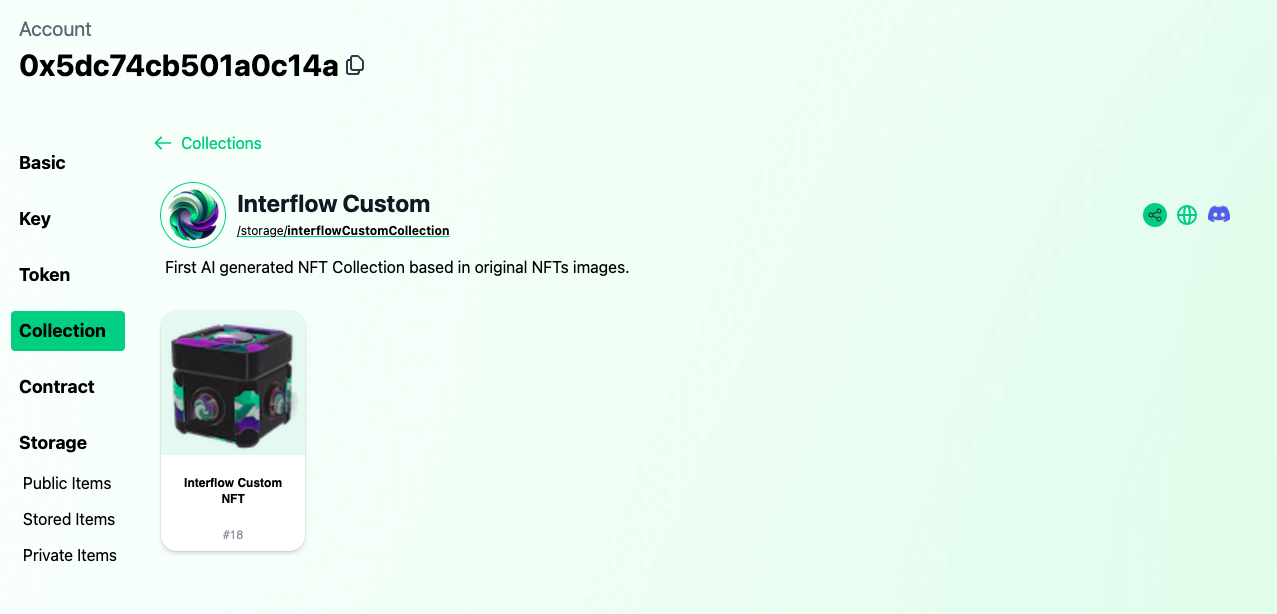 Account
0x5dc74cb501a0c14a
Collections
Basic
Interflow Custom
Key
/storage/interflowCustomCollection
First AI generated NFT Collection based in original NFTs images.
Token
Collection
Contract
Storage
Public Items
Stored Items
Private Items
Interflow Custom
NFT
#18